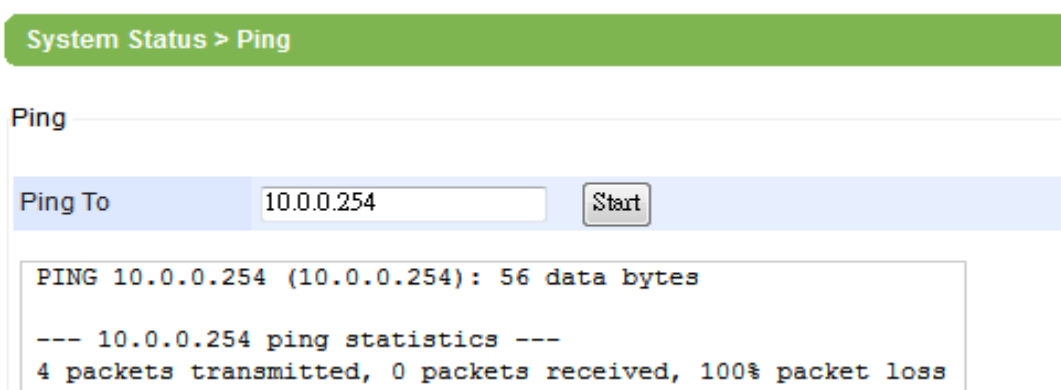 System Status > Ping
Ping
Ping To 10.0.0.254 Start
PING 10.0.0.254 (10.0.0.254): 56 data bytes
--- 10.0.0.254 ping statistics ---
4 packets transmitted, 0 packets received, 100% packet loss